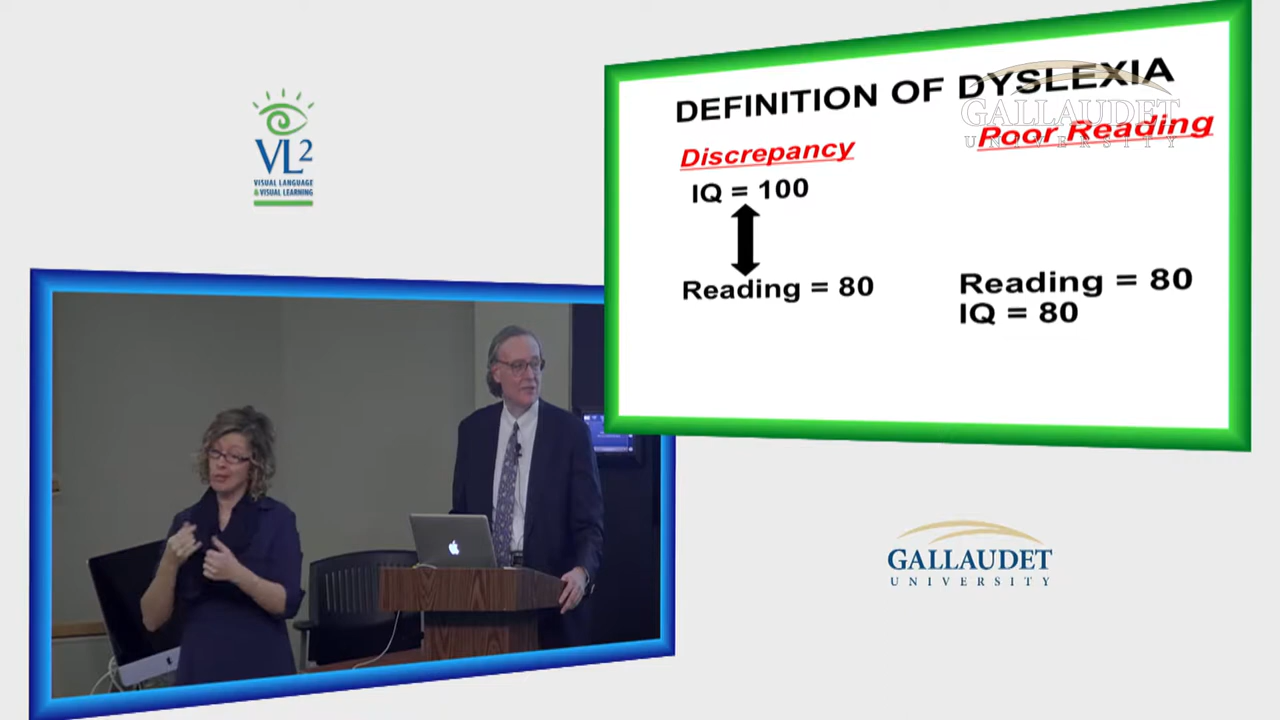 VL2
VISUAL LANGUAGE
& VISUAL LEARNING
DEFINITION OF DYSLEXIA
GALLAUDET
UNIVERSITY
Discrepancy
Poor Reading
IQ = 100
Reading = 80
Reading = 80
IQ = 80
GALLAUDET
UNIVERSITY